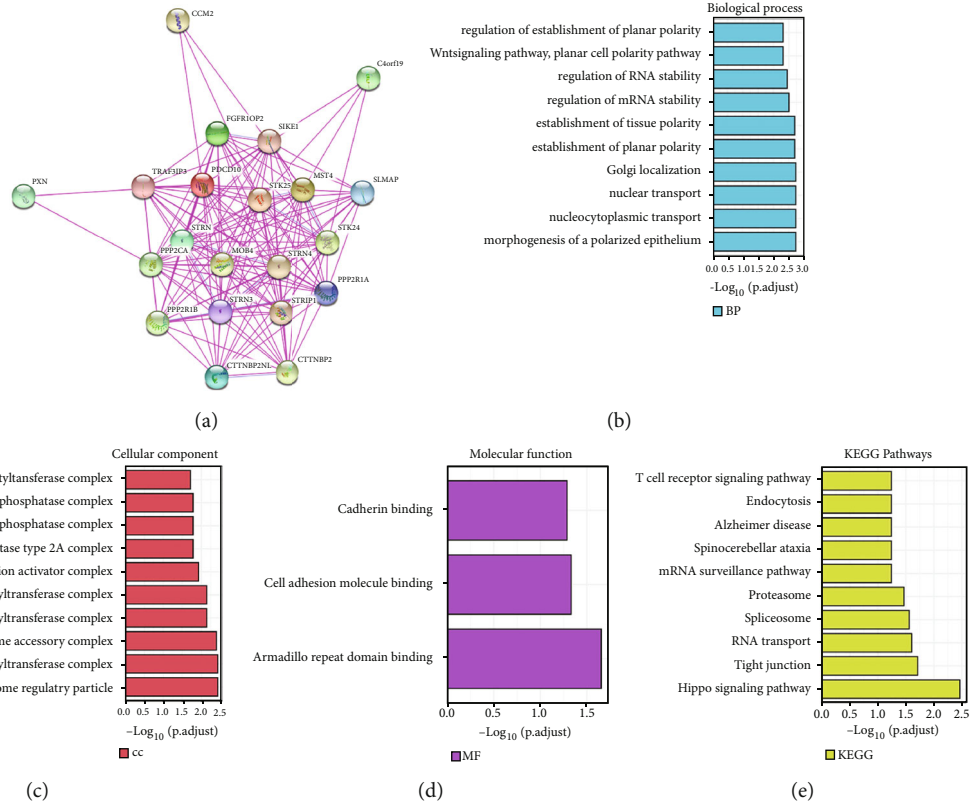 CCM2
C4orf19
FGFR1OP2
SIKE1
TRAF3IP3
PDCD10
STK25
MST4
SLMAP
PXN
STRN
STK24
PPP2CA
MOB4
STRN4
PPP2R1A
STRN3
STRIP1
PPP2R1B
CTTNBP2NL
CTTNBP2
(a)
Biological process
regulation of establishment of planar polarity
Wntsignaling pathway, planar cell polarity pathway
regulation of RNA stability
regulation of mRNA stability
establishment of tissue polarity
establishment of planar polarity
Golgi localization
nuclear transport
nucleocytoplasmic transport
morphogenesis of a polarized epithelium
0.0 0.5 1.0 1.5 2.0 2.5 3.0
-Log10 (p.adjust)
BP
(b)
Cellular component
tyltansferase complex
phosphatase complex
phosphatase complex
tase type 2A complex
ion activator complex
yltransferase complex
yltransferase complex
me accessory complex
yltransferase complex
ome regulatry particle
0.0 0.5 1.0 1.5 2.0 2.5
–Log10 (p.adjust)
cc
(c)
Molecular function
Cadherin binding
Cell adhesion molecule binding
Armadillo repeat domain binding
0.0 0.5 1.0 1.5
–Log10 (p.adjust)
MF
(d)
KEGG Pathways
T cell receptor signaling pathway
Endocytosis
Alzheimer disease
Spinocerebellar ataxia
mRNA surveillance pathway
Proteasome
Spliceosome
RNA transport
Tight junction
Hippo signaling pathway
0.0 0.5 1.0 1.5 2.0 2.5
–Log10 (p.adjust)
KEGG
(e)